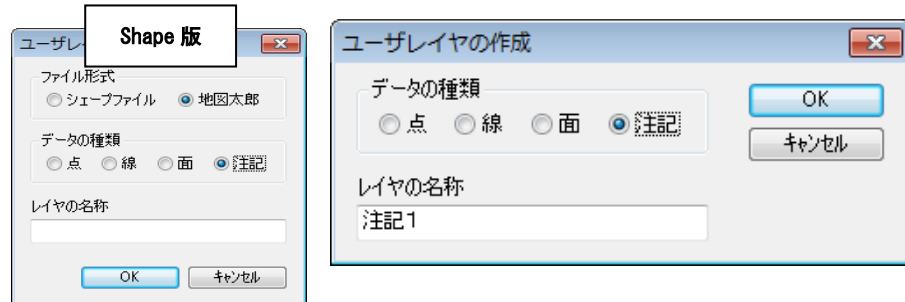 Shape 版
ユーザレ
ファイル形式
シェープファイル 地図太郎
データの種類
点 線 面 注記
レイヤの名称
OK キャンセル
ユーザレイヤの作成
データの種類
点 線 面 注記
OK
キャンセル
レイヤの名称
注記1